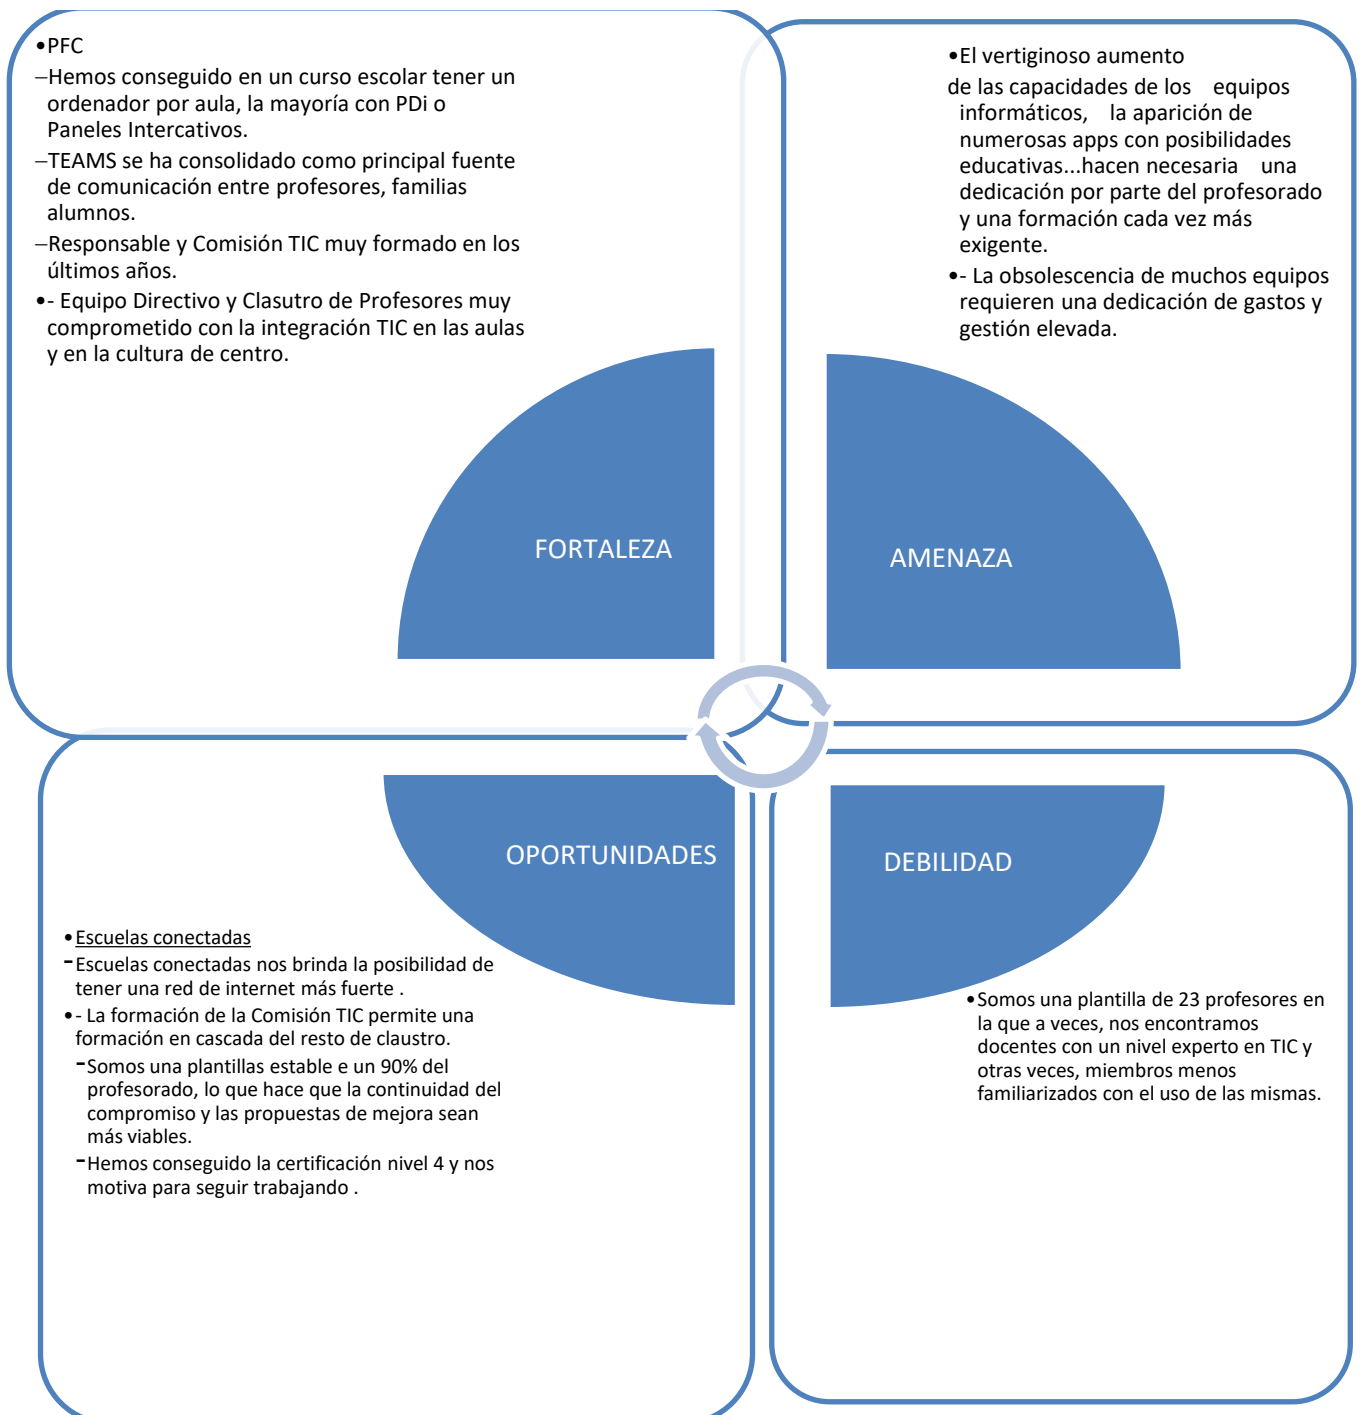 •PFC
–Hemos conseguido en un curso escolar tener un
ordenador por aula, la mayoría con PDi o
Paneles Intercativos.
–TEAMS se ha consolidado como principal fuente
de comunicación entre profesores, familias
alumnos.
–Responsable y Comisión TIC muy formado en los
últimos años.
•- Equipo Directivo y Clasutro de Profesores muy
comprometido con la integración TIC en las aulas
y en la cultura de centro.
FORTALEZA
•El vertiginoso aumento
de las capacidades de los equipos
informáticos, la aparición de
numerosas apps con posibilidades
educativas...hacen necesaria una
dedicación por parte del profesorado
y una formación cada vez más
exigente.
•- La obsolescencia de muchos equipos
requieren una dedicación de gastos y
gestión elevada.
AMENAZA
OPORTUNIDADES
•Escuelas conectadas
-Escuelas conectadas nos brinda la posibilidad de
tener una red de internet más fuerte .
•- La formación de la Comisión TIC permite una
formación en cascada del resto de claustro.
-Somos una plantillas estable e un 90% del
profesorado, lo que hace que la continuidad del
compromiso y las propuestas de mejora sean
más viables.
-Hemos conseguido la certificación nivel 4 y nos
motiva para seguir trabajando .
DEBILIDAD
•Somos una plantilla de 23 profesores en
la que a veces, nos encontramos
docentes con un nivel experto en TIC y
otras veces, miembros menos
familiarizados con el uso de las mismas.